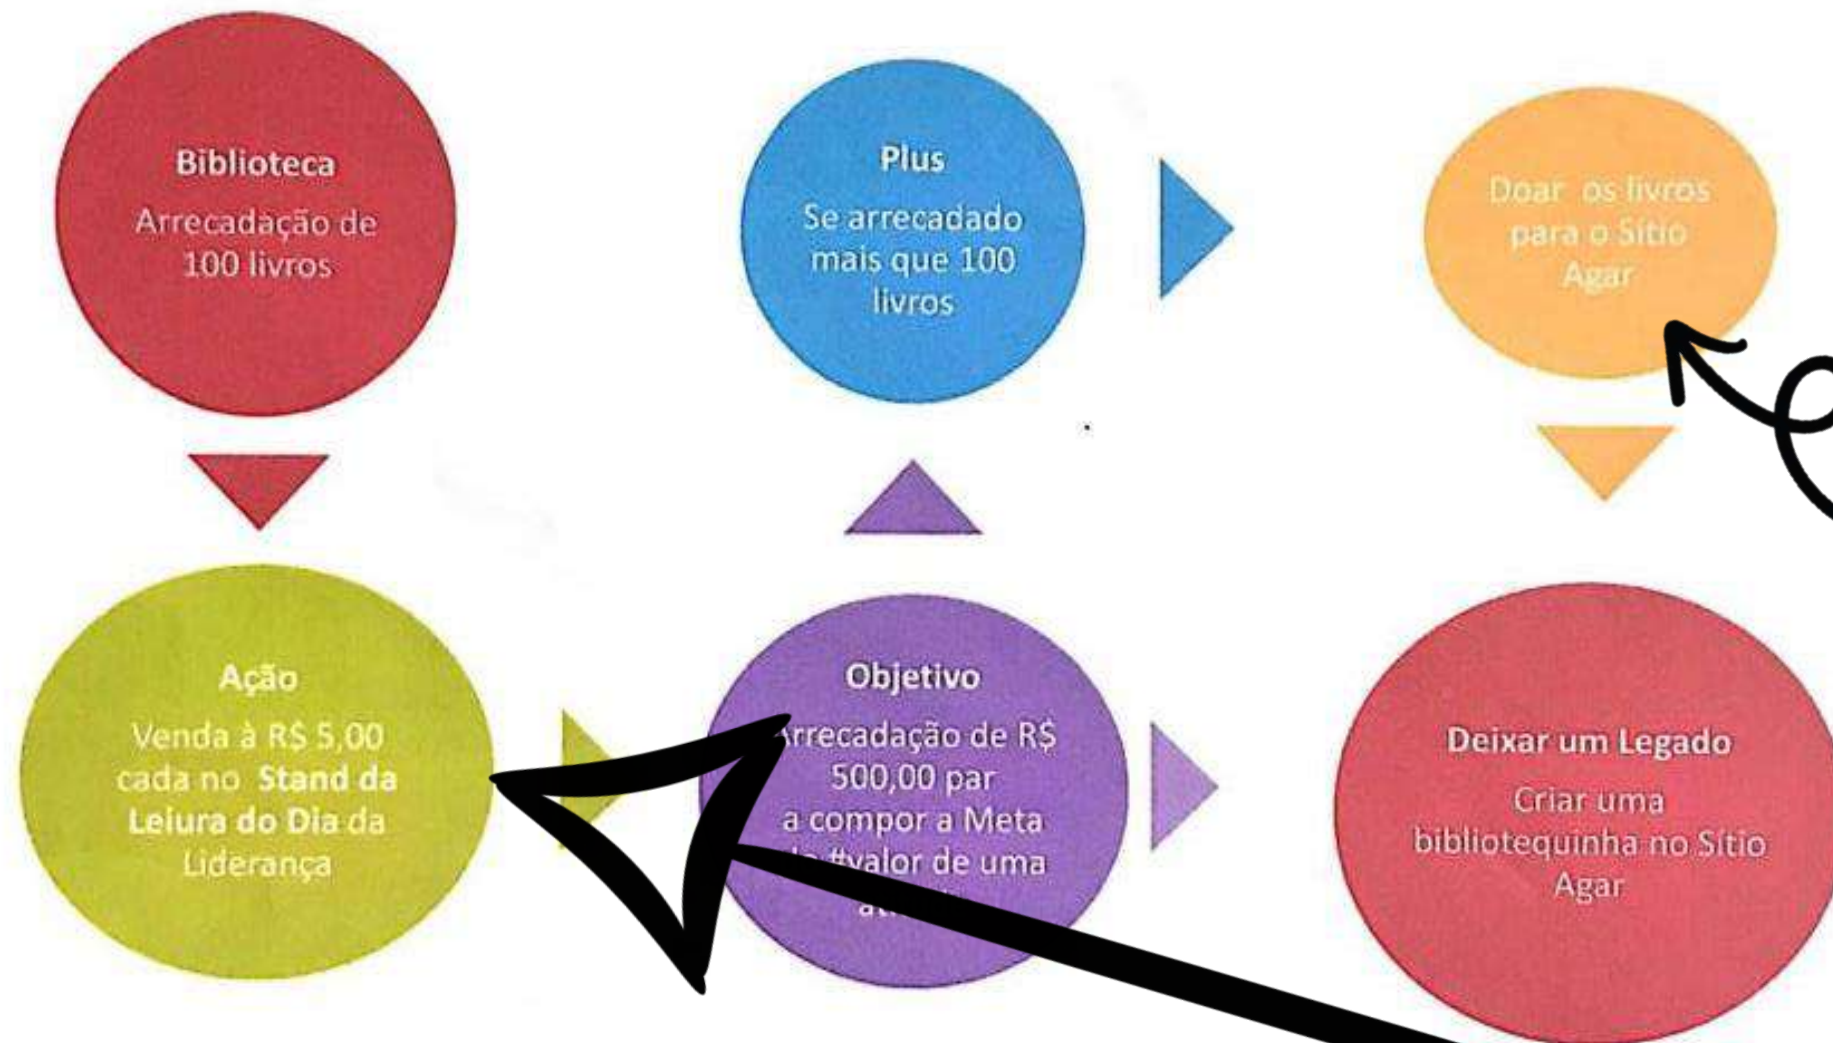 Biblioteca
Arrecadação de
100 livros
Ação
Venda à R$ 5,00
cada no Stand da
Leiura do Dia da
Liderança
Objetivo
Arrecadação de R$
500,00 par
a compor a Meta
#valor de uma
Plus
Se arrecadado
mais que 100
livros
Doar os livros
para o Sítio
Agar
Deixar um Legado
Criar uma
bibliotequinha no Sítio
Agar